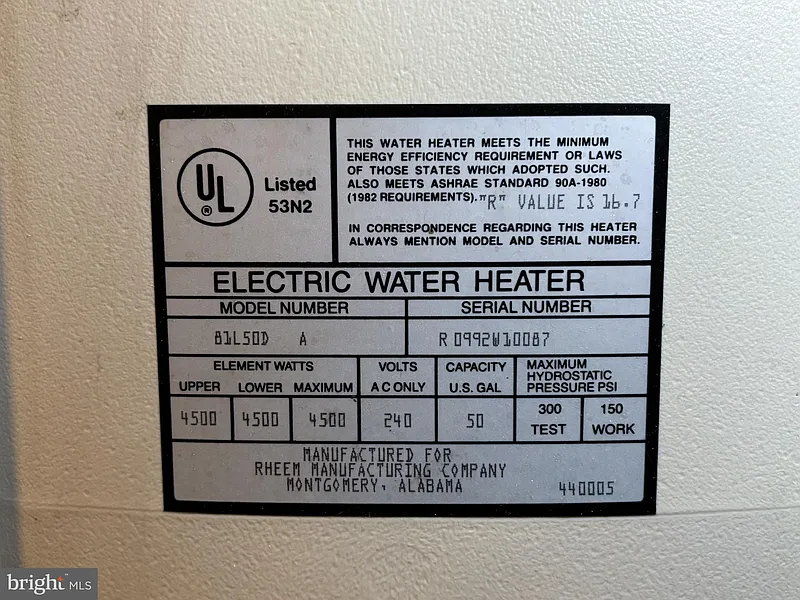 UL
®
Listed
53N2
THIS WATER HEATER MEETS THE MINIMUM
ENERGY EFFICIENCY REQUIREMENT OR LAWS
OF THOSE STATES WHICH ADOPTED SUCH.
ALSO MEETS ASHRAE STANDARD 90A-1980
(1982 REQUIREMENTS). "R" VALUE IS 16.7
IN CORRESPONDENCE REGARDING THIS HEATER
ALWAYS MENTION MODEL AND SERIAL NUMBER.
ELECTRIC WATER HEATER
MODEL NUMBER SERIAL NUMBER
81L50D A R 0992W10087
ELEMENT WATTS VOLTS CAPACITY MAXIMUM
HYDROSTATIC
UPPER LOWER MAXIMUM AC ONLY U.S. GAL PRESSURE PSI
4500 4500 4500 240 50 300 150
TEST WORK
MANUFACTURED FOR
RHEEM MANUFACTURING COMPANY
MONTGOMERY, ALABAMA 440005
bright MLS